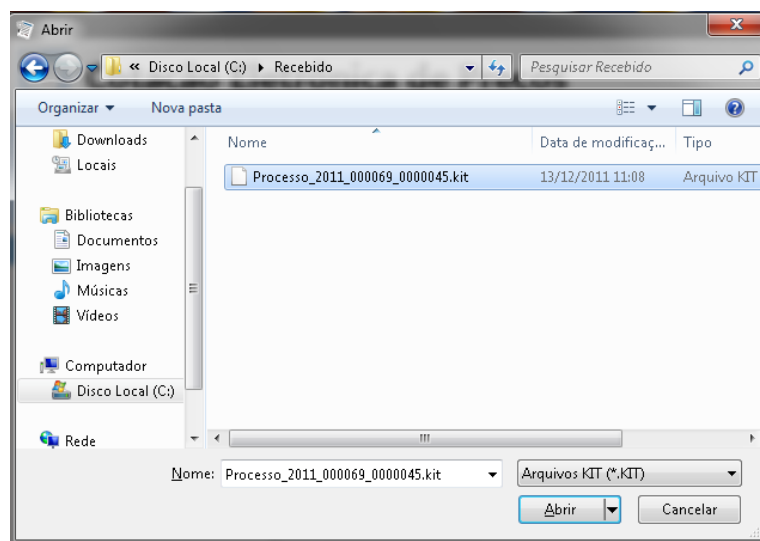 Abrir
« Disco Local (C:) ▸ Recebido
Pesquisar Recebido
Organizar
Nova pasta
Downloads
Locais
Bibliotecas
Documentos
Imagens
Músicas
Vídeos
Computador
Disco Local (C:)
Rede
Nome Data de modificaç... Tipo
Processo_2011_000069_0000045.kit 13/12/2011 11:08 Arquivo KIT
Nome: Processo_2011_000069_0000045.kit Arquivos KIT (*.KIT)
Abrir Cancelar